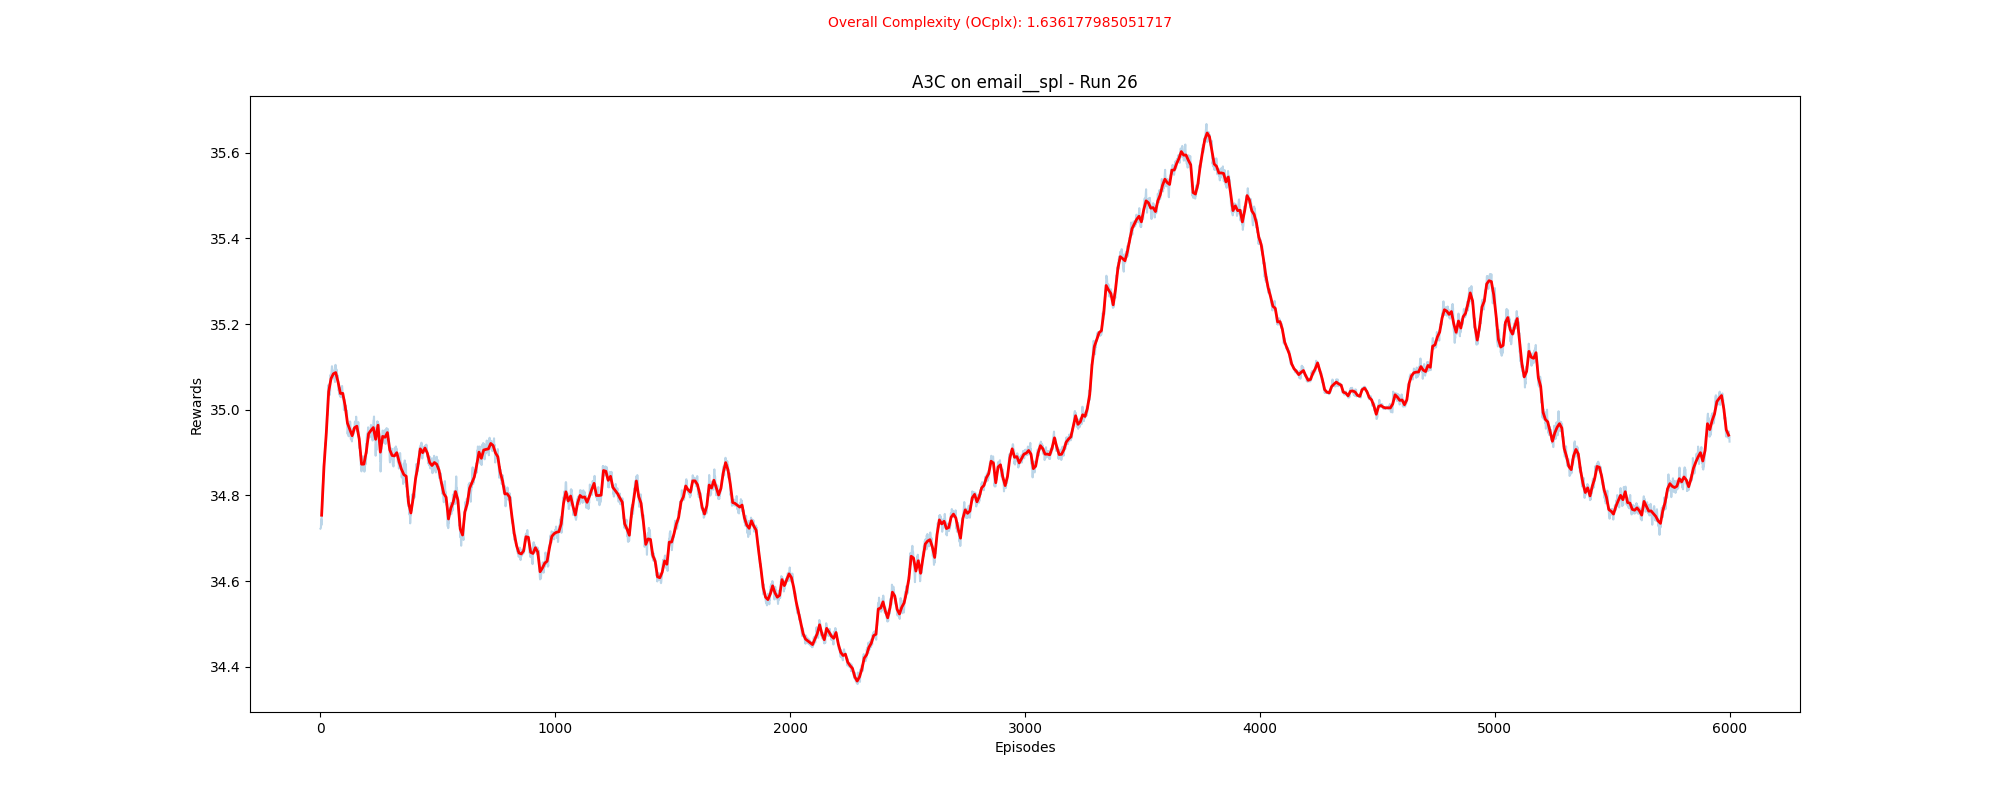 Overall Complexity (OCplx): 1.636177985051717
A3C on email__spl - Run 26
35.6
35.4
35.2
35.0
34.8
34.6
34.4
Rewards
0 1000 2000 3000 4000 5000 6000
Episodes